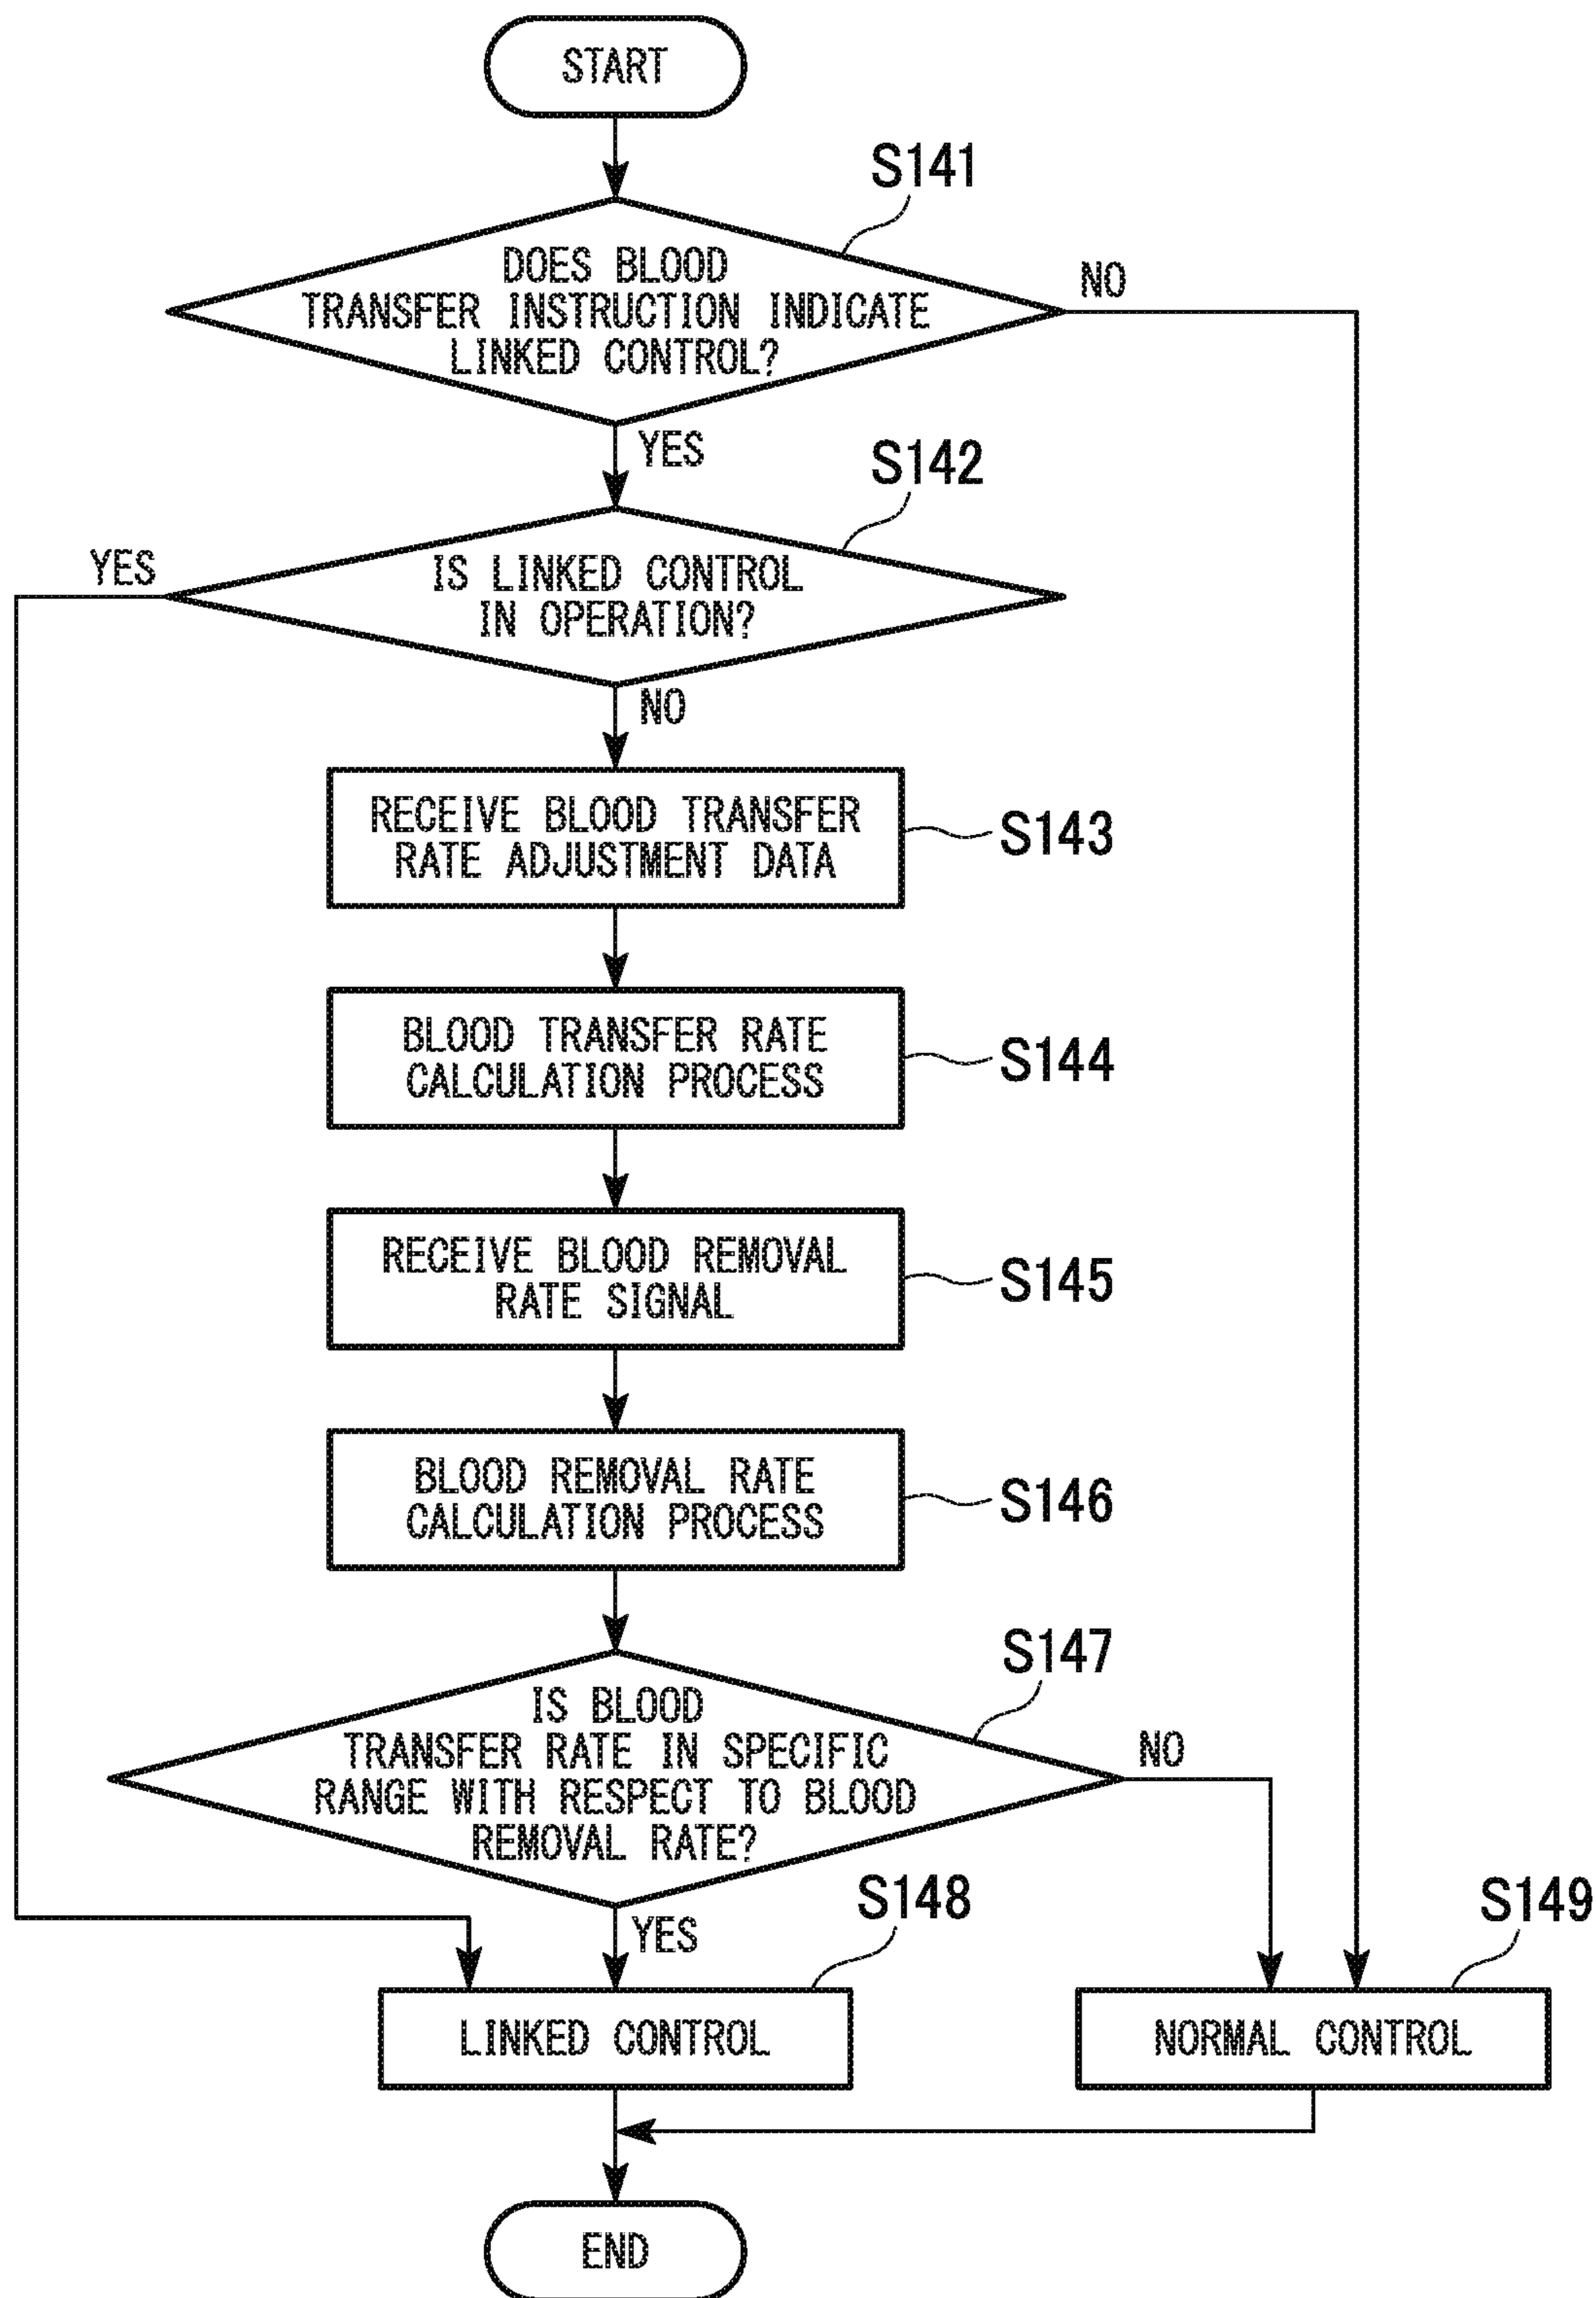 START
S141
DOES BLOOD
TRANSFER INSTRUCTION INDICATE
LINKED CONTROL?
NO
YES
S142
YES
IS LINKED CONTROL
IN OPERATION?
NO
RECEIVE BLOOD TRANSFER
RATE ADJUSTMENT DATA
S143
BLOOD TRANSFER RATE
CALCULATION PROCESS
S144
RECEIVE BLOOD REMOVAL
RATE SIGNAL
S145
BLOOD REMOVAL RATE
CALCULATION PROCESS
S146
S147
IS BLOOD
TRANSFER RATE IN SPECIFIC
RANGE WITH RESPECT TO BLOOD
REMOVAL RATE?
NO
YES
S148
S149
LINKED CONTROL
NORMAL CONTROL
END